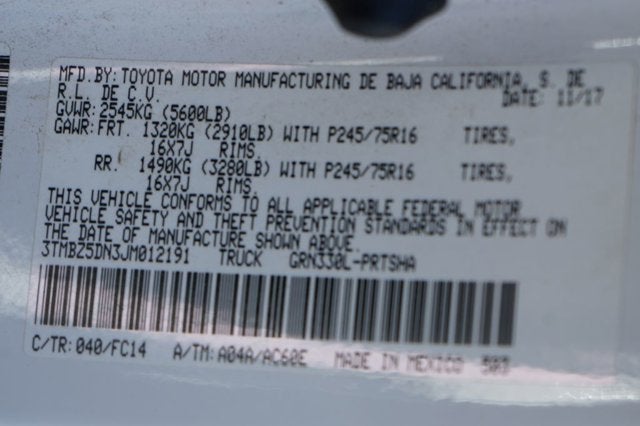 MFD.BY: TOYOTA MOTOR MANUFACTURING DE BAJA CALIFORNIA, S. DE
R.L. DE C.V. DATE: 11/17
GVWR: 2545KG (5600LB)
GAWR: FRT. 1320KG (2910LB) WITH P245/75R16 TIRES,
16X7J RIMS.
RR. 1490KG (3280LB) WITH P245/75R16 TIRES,
16X7J RIMS.
THIS VEHICLE CONFORMS TO ALL APPLICABLE FEDERAL MOTOR
VEHICLE SAFETY AND THEFT PREVENTION STANDARDS IN EFFECT ON
THE DATE OF MANUFACTURE SHOWN ABOVE.
3TMBZ5DN3JM012191 TRUCK GRN330L-PRTSHA
C/TR: 040/FC14 A/TM: A04A/AC60E MADE IN MEXICO